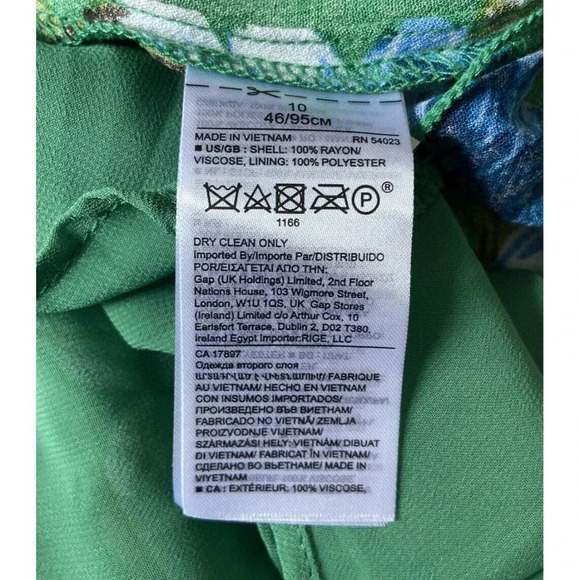 10
46/95CM
MADE IN VIETNAM RN 54023
■ US/GB : SHELL: 100% RAYON/
VISCOSE, LINING: 100% POLYESTER
P ®
1166
DRY CLEAN ONLY
Imported By/Importe Par/DISTRIBUIDO
POR/ΕΙΣΑΓΕΤΑΙ ΑΠΟ ΤΗΝ:
Gap (UK Holdings) Limited, 2nd Floor
Nations House, 103 Wigmore Street,
London, W1U 1QS, UK Gap Stores
(Ireland) Limited c/o Arthur Cox, 10
Earlsfort Terrace, Dublin 2, D02 T380,
Ireland Egypt Importer:RIGE, LLC
CA 17897
Одежда второго слоя
FABRIQUE
AU VIETNAM/ HECHO EN VIETNAM
CON INSUMOS IMPORTADOS/
ПРОИЗВЕДЕНО ВЪВ ВИЕТНАМ/
FABRICADO NO VIETNÃ/ ZEMLJA
PROIZVODNJE VIJETNAM/
SZÁRMAZÁSI HELY: VIETNÁM/ DIBUAT
DI VIETNAM/ FABBRICAT IN VIETNAM/
СДЕЛАНО ВО ВЬЕТНАМЕ/ MADE IN
VIYETNAM
■ CA : EXTÉRIEUR: 100% VISCOSE,